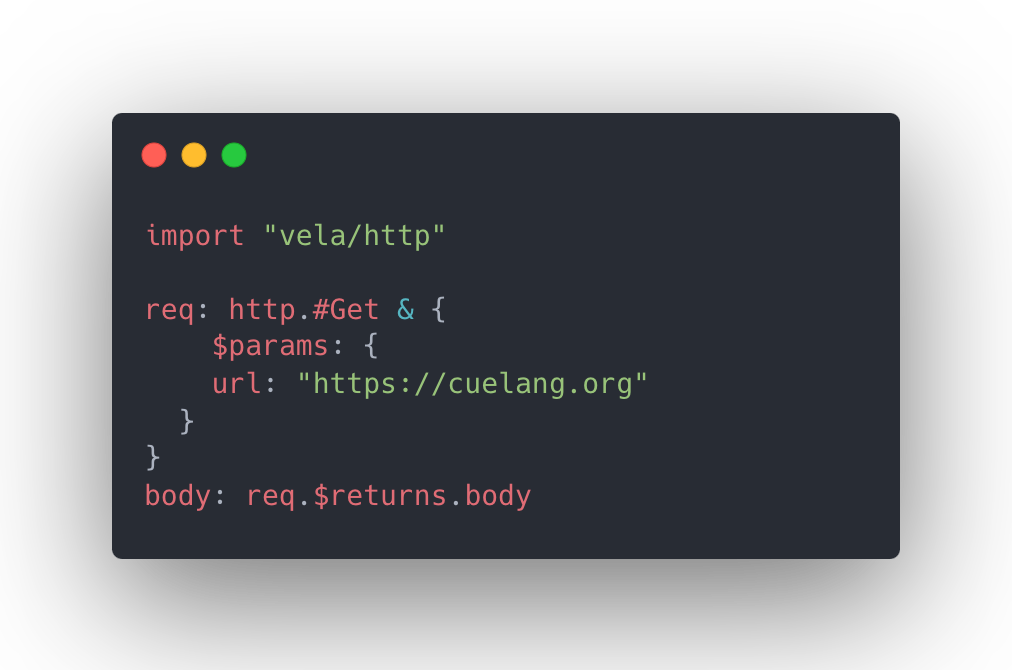 import "vela/http"

req: http.#Get & {
    $params: {
    url: "https://cuelang.org"
  }
}
body: req.$returns.body